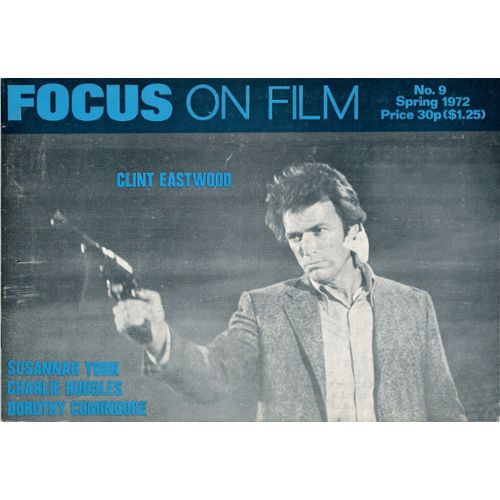 FOCUS ON FILM
No. 9
Spring 1972
Price 30p ($1.25)
CLINT EASTWOOD
SUSANNAH YORK
CHARLIE RUGGLES
DOROTHY COMINGORE